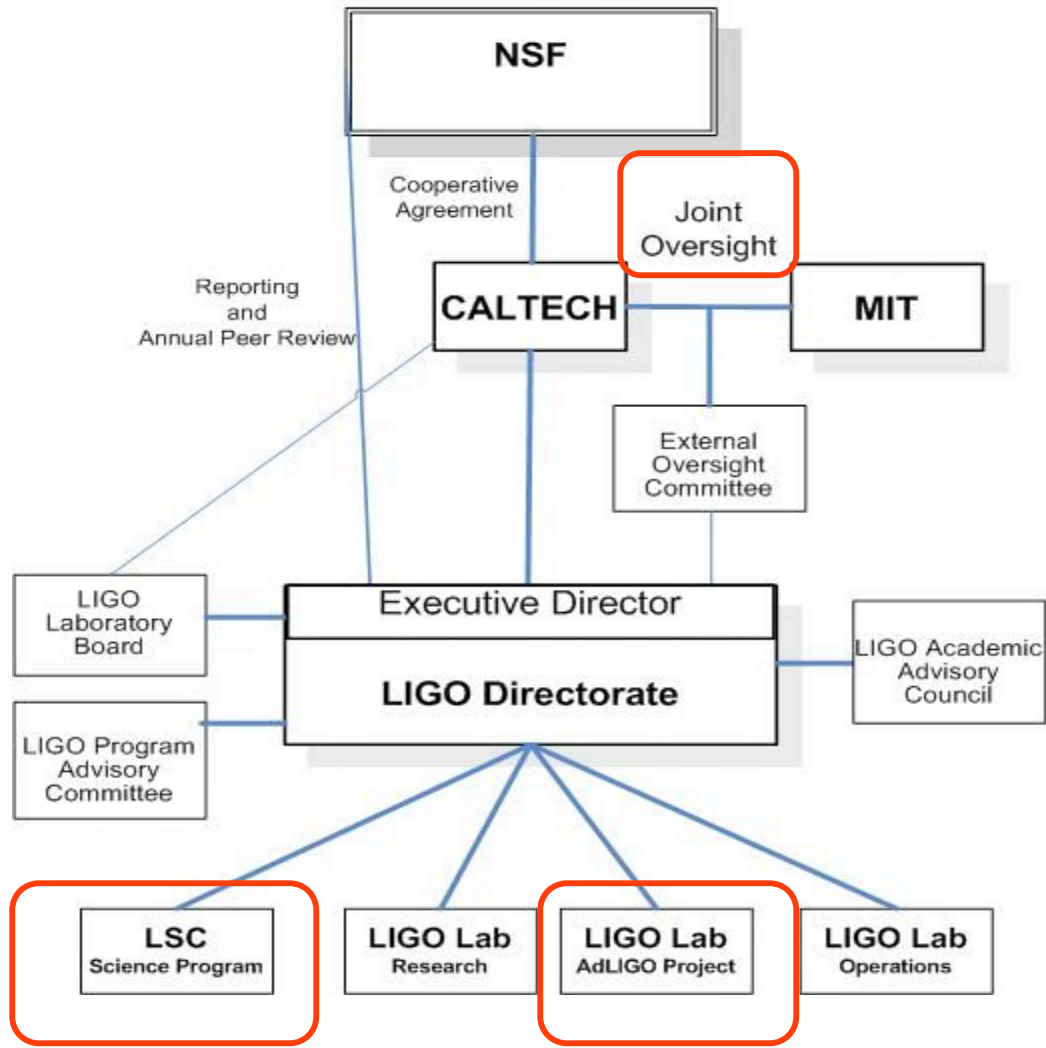 NSF
Cooperative
Agreement
Joint
Oversight
Reporting
and
Annual Peer Review
CALTECH
MIT
External
Oversight
Committee
LIGO
Laboratory
Board
Executive Director
LIGO Directorate
LIGO Academic
Advisory
Council
LIGO Program
Advisory
Committee
LSC
Science Program
LIGO Lab
Research
LIGO Lab
AdLIGO Project
LIGO Lab
Operations